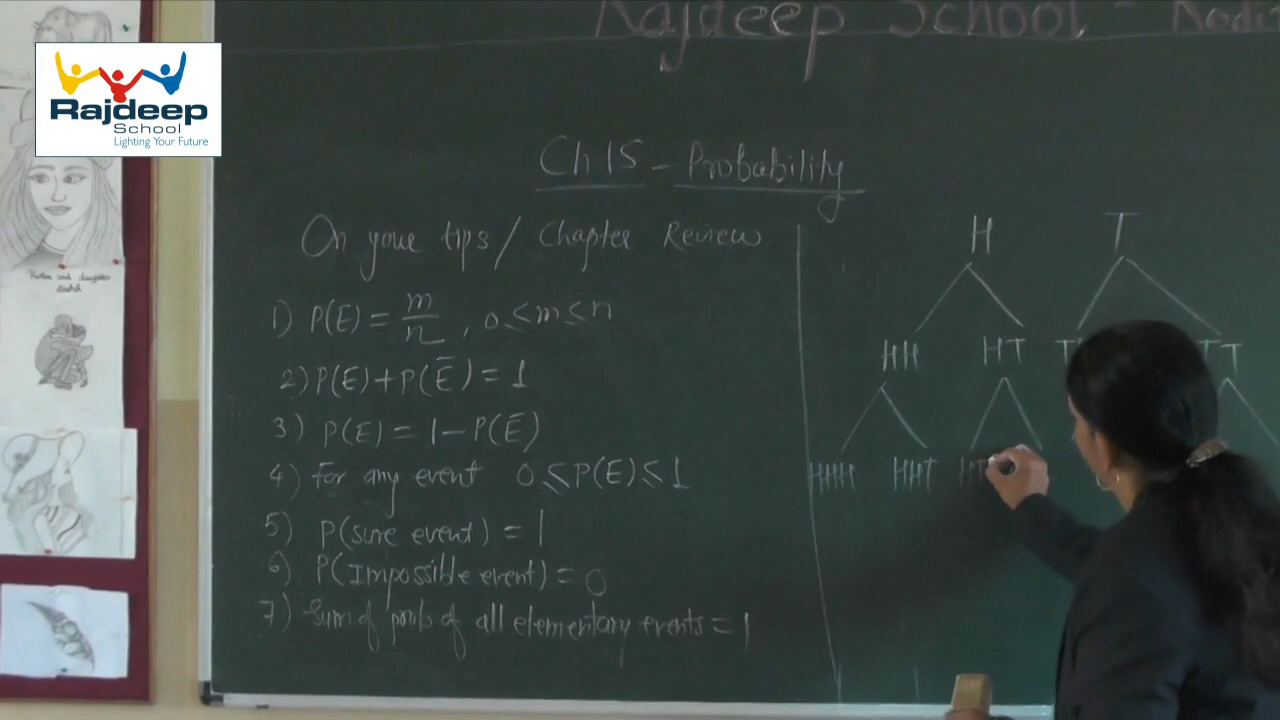 Rajdeep School -
Rajdeep
School
Lighting Your Future
Ch 15 - Probability
On your tips / Chapter Review
1) P(E) = m/n , 0 ≤ m ≤ n
2) P(E) + P(Ē) = 1
3) P(E) = 1 - P(Ē)
4) For any event 0 ≤ P(E) ≤ 1
5) P(sure event) = 1
6) P(Impossible event) = 0
7) Sum of prob of all elementary events = 1
H T
HH HT TT
HHH HHT